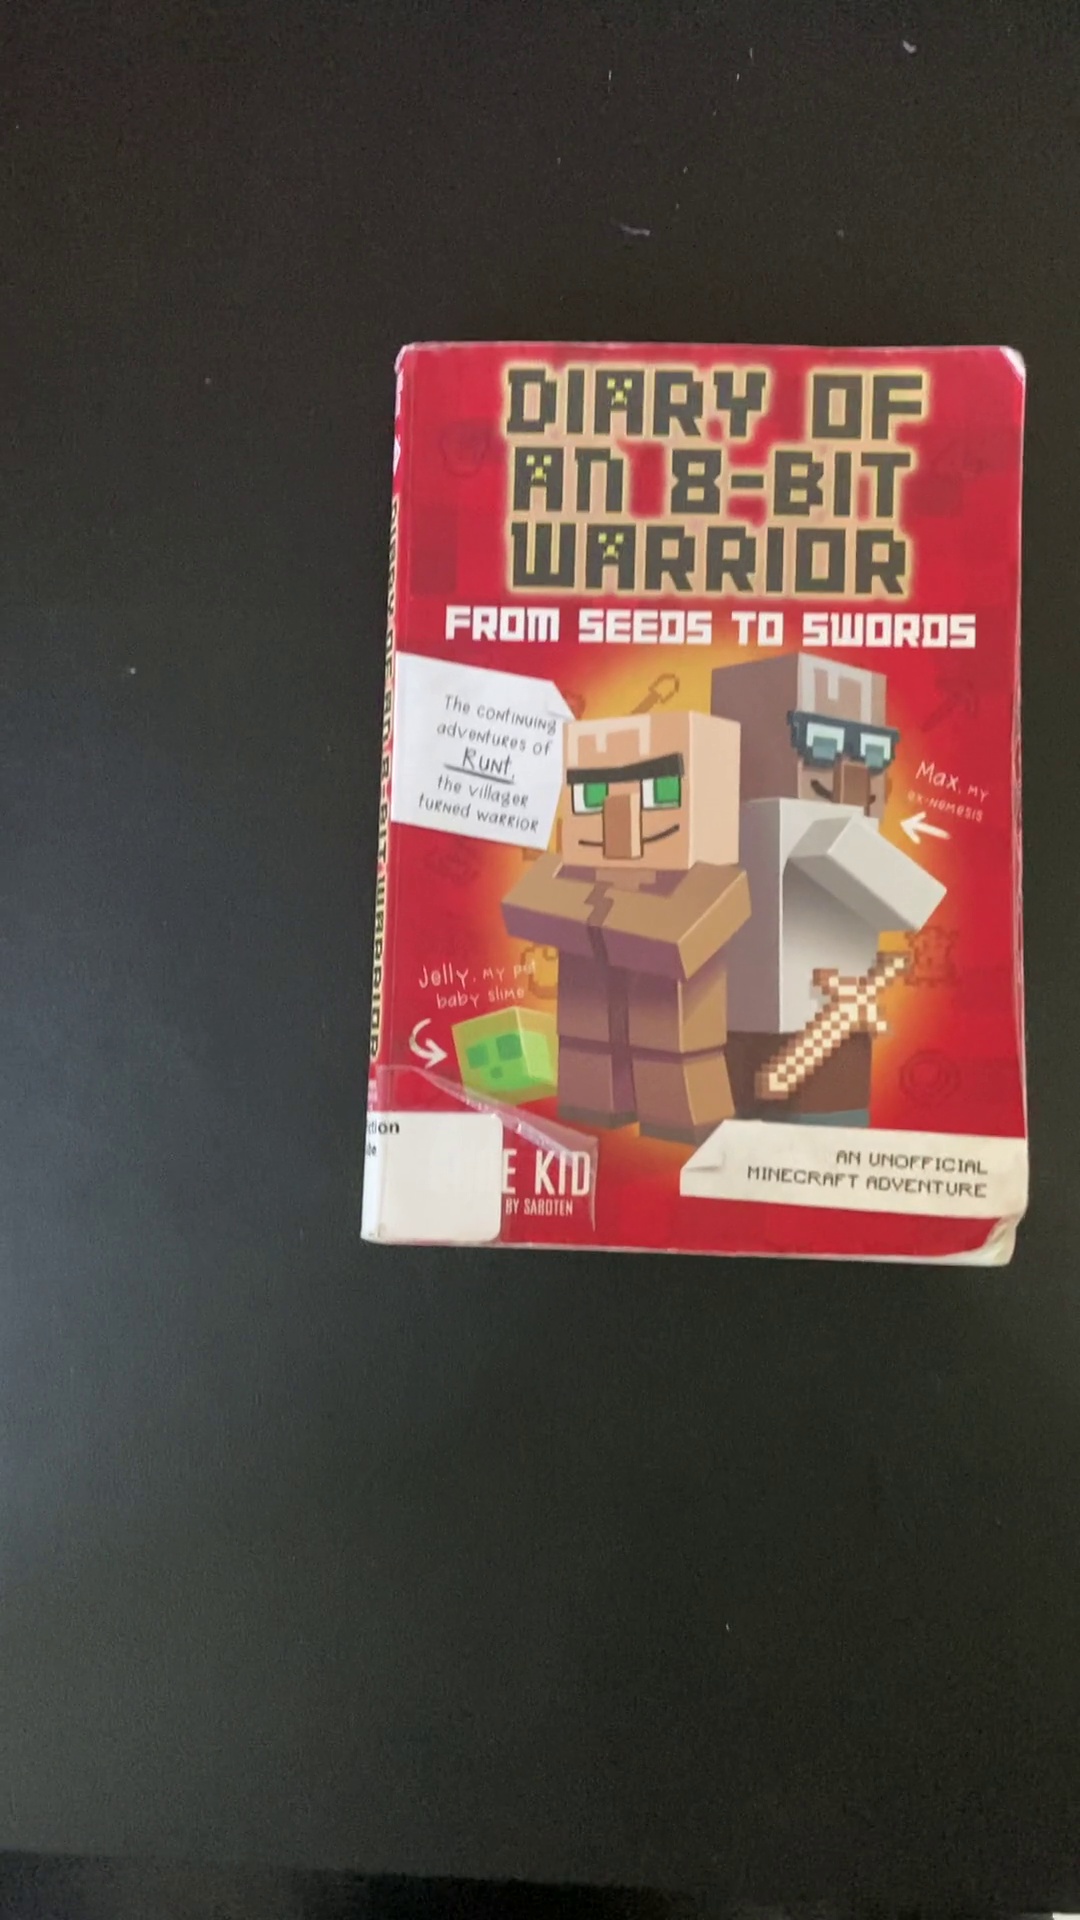 DIARY OF
AN 8-BIT
WARRIOR
FROM SEEDS TO SWORDS
The continuing
adventures of
Runt,
the villager
turned warrior
Max, my
ex-nemesis
Jelly, my pet
baby slime
E KID
BY SABOTEN
AN UNOFFICIAL
MINECRAFT ADVENTURE
DIARY OF AN 8-BIT WARRIOR